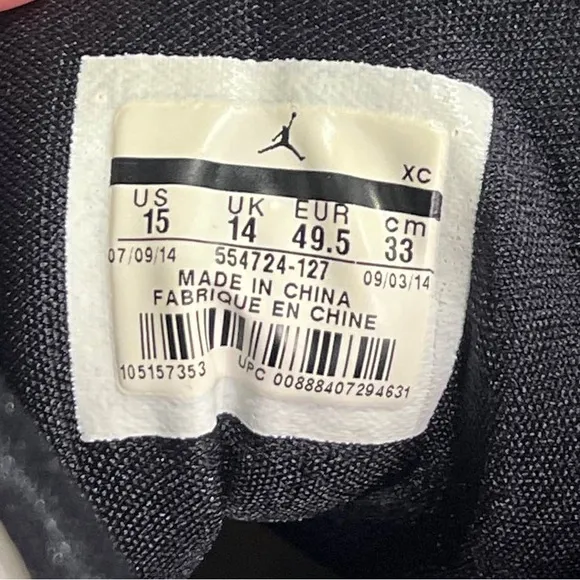 XC
US UK EUR cm
15 14 49.5 33
07/09/14 554724-127 09/03/14
MADE IN CHINA
FABRIQUE EN CHINE
105157353 UPC 00888407294631